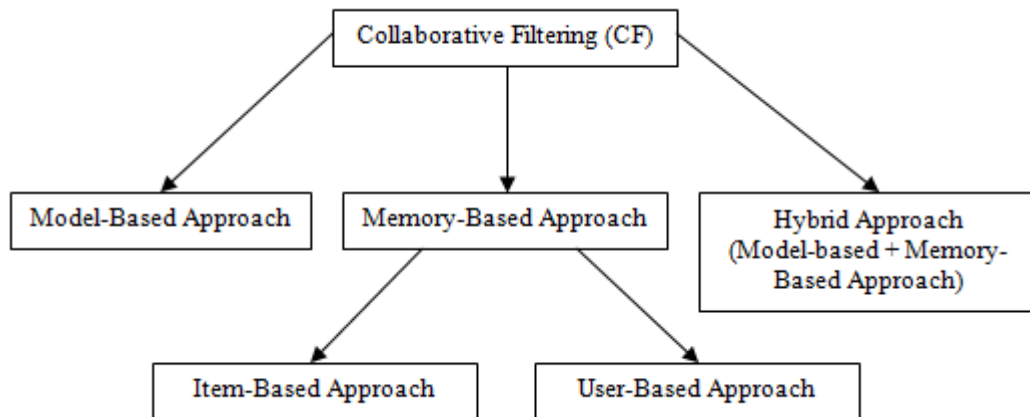 Collaborative Filtering (CF)
Model-Based Approach
Memory-Based Approach
Hybrid Approach
(Model-based + Memory-
Based Approach)
Item-Based Approach
User-Based Approach